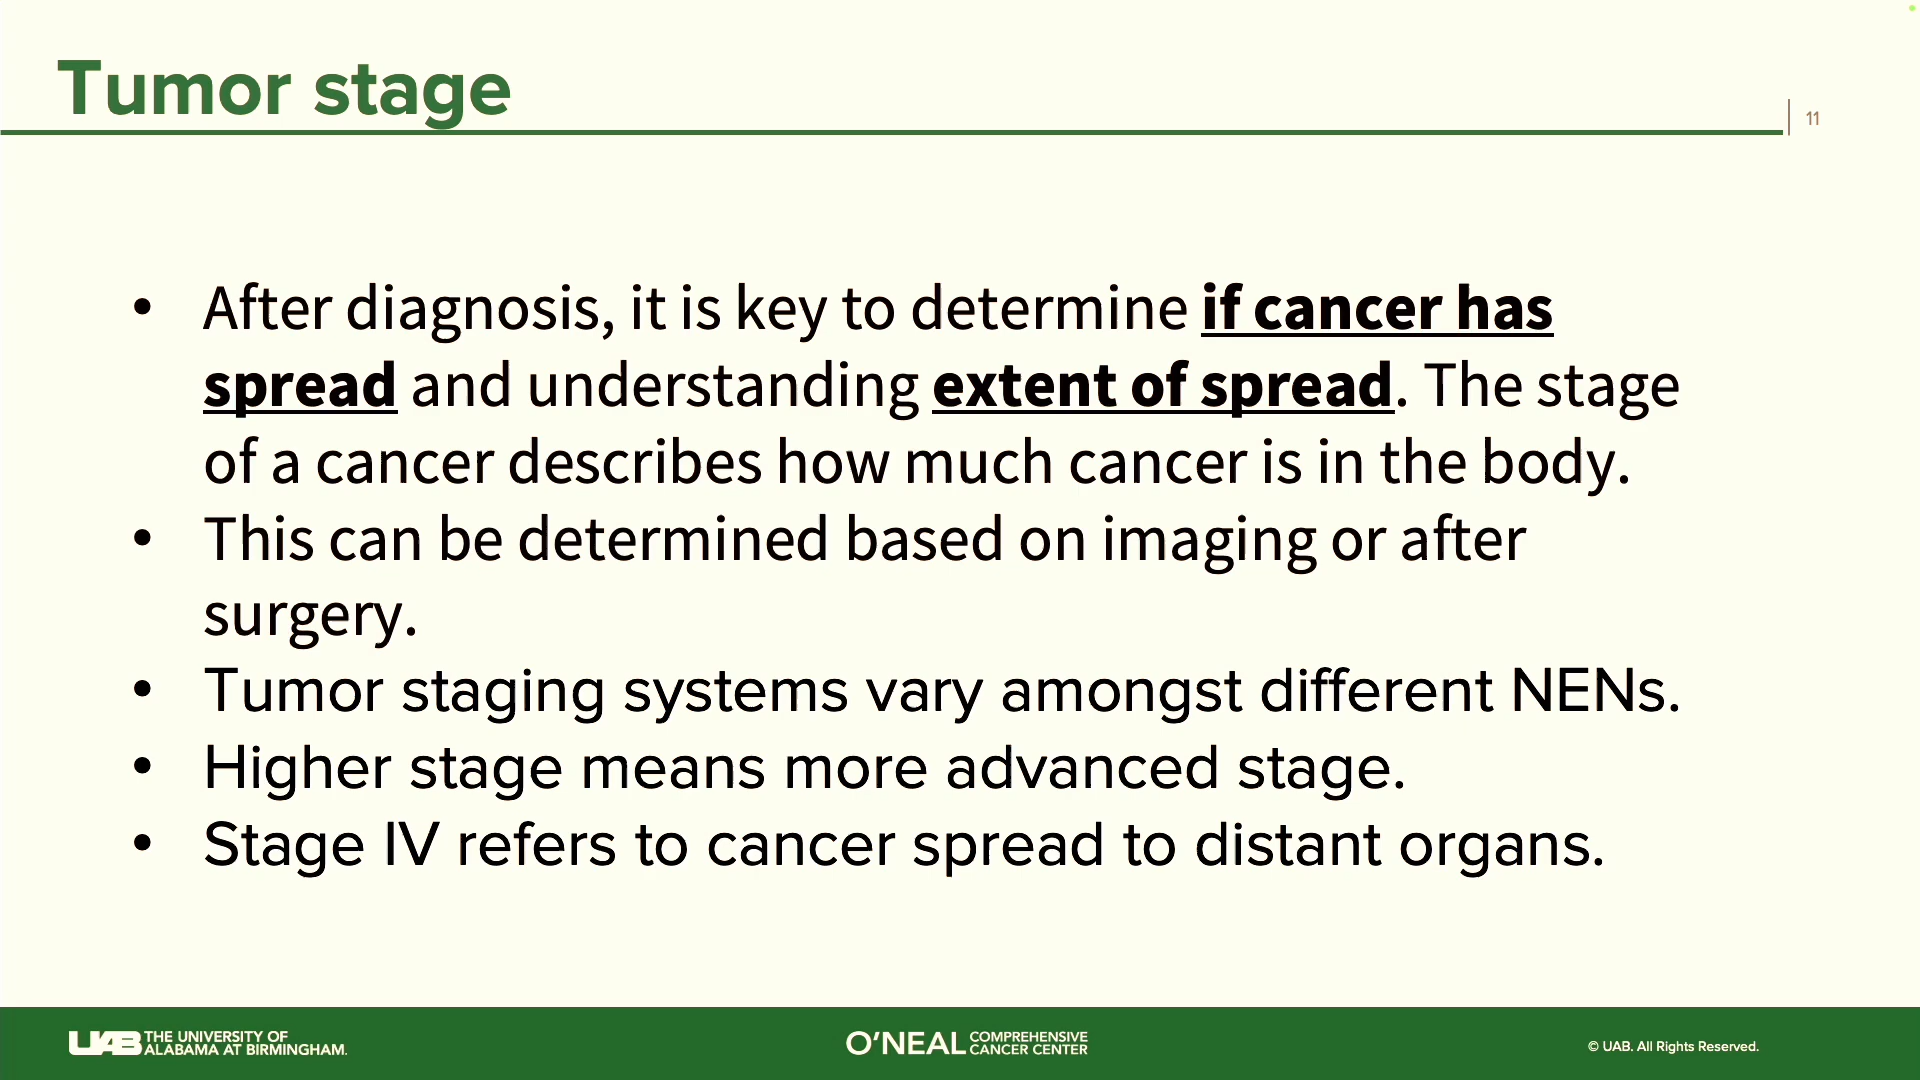 Tumor stage
11
• After diagnosis, it is key to determine if cancer has
spread and understanding extent of spread. The stage
of a cancer describes how much cancer is in the body.
• This can be determined based on imaging or after
surgery.
• Tumor staging systems vary amongst different NENs.
• Higher stage means more advanced stage.
• Stage IV refers to cancer spread to distant organs.
UAB THE UNIVERSITY OF
ALABAMA AT BIRMINGHAM.
O'NEAL COMPREHENSIVE
CANCER CENTER
© UAB. All Rights Reserved.